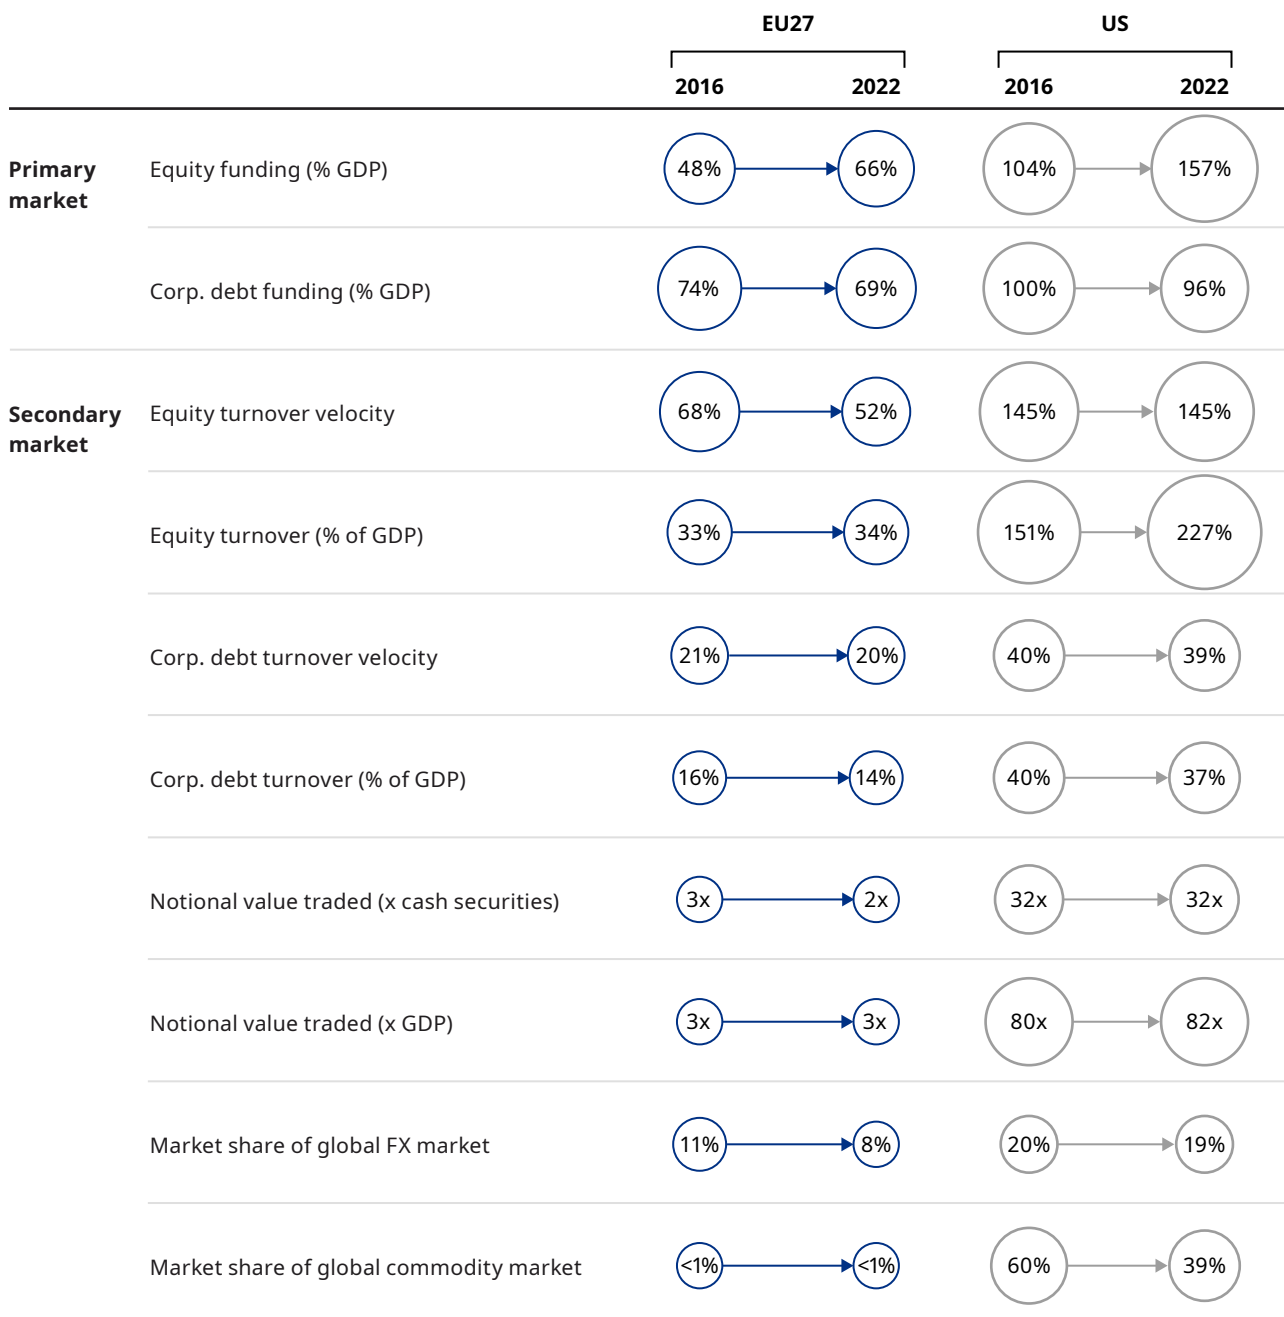 EU27 US
2016 2022 2016 2022
Primary market
Equity funding (% GDP) 48% 66% 104% 157%
Corp. debt funding (% GDP) 74% 69% 100% 96%
Secondary market
Equity turnover velocity 68% 52% 145% 145%
Equity turnover (% of GDP) 33% 34% 151% 227%
Corp. debt turnover velocity 21% 20% 40% 39%
Corp. debt turnover (% of GDP) 16% 14% 40% 37%
Notional value traded (x cash securities) 3x 2x 32x 32x
Notional value traded (x GDP) 3x 3x 80x 82x
Market share of global FX market 11% 8% 20% 19%
Market share of global commodity market <1% <1% 60% 39%